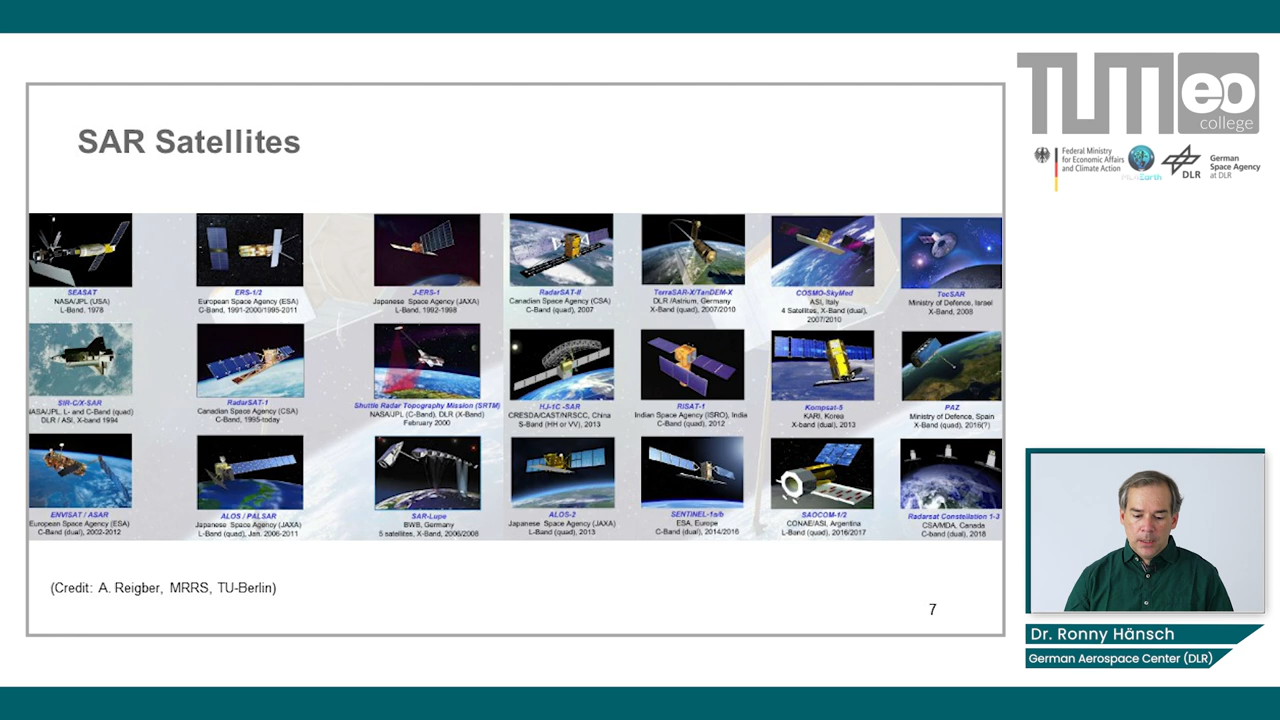 SAR Satellites
SEASAT
NASA/JPL (USA)
L-Band, 1978
ERS-1/2
European Space Agency (ESA)
C-Band, 1991-2000/1995-2011
J-ERS-1
Japanese Space Agency (JAXA)
L-Band, 1992-1998
RadarSAT-II
Canadian Space Agency (CSA)
C-Band (quad), 2007
TerraSAR-X/TanDEM-X
DLR /Astrium, Germany
X-Band (quad), 2007/2010
COSMO-SkyMed
ASI, Italy
4 Satellites, X-Band (dual),
2007/2010
TecSAR
Ministry of Defence, Israel
X-Band, 2008
SIR-C/X-SAR
NASA/JPL, L- and C-Band (quad)
DLR / ASI, X-band 1994
RadarSAT-1
Canadian Space Agency (CSA)
C-Band, 1995-today
Shuttle Radar Topography Mission (SRTM)
NASA/JPL (C-Band), DLR (X-Band)
February 2000
HJ-1C -SAR
CRESDA/CAST/NRSCC, China
S-Band (HH or VV), 2013
RISAT-1
Indian Space Agency (ISRO), India
C-Band (quad), 2012
Kompsat-5
KARI, Korea
X-band (dual), 2013
PAZ
Ministry of Defence, Spain
X-Band (quad), 2016(?)
ENVISAT / ASAR
European Space Agency (ESA)
C-Band (dual), 2002-2012
ALOS / PALSAR
Japanese Space Agency (JAXA)
L-Band (quad), Jan. 2006-2011
SAR-Lupe
BWB, Germany
5 satellites, X-Band, 2006/2008
ALOS-2
Japanese Space Agency (JAXA)
L-Band (quad), 2013
SENTINEL-1a/b
ESA, Europe
C-Band (dual), 2014/2016
SAOCOM-1/2
CONAE/ASI, Argentina
L-Band (quad), 2016/2017
Radarsat Constellation 1-3
CSA/MDA, Canada
C-band (dual), 2018
(Credit: A. Reigber, MRRS, TU-Berlin)
7
TUM eo
college
Federal Ministry
for Economic Affairs
and Climate Action
DLR
German
Space Agency
at DLR
Dr. Ronny Hänsch
German Aerospace Center (DLR)